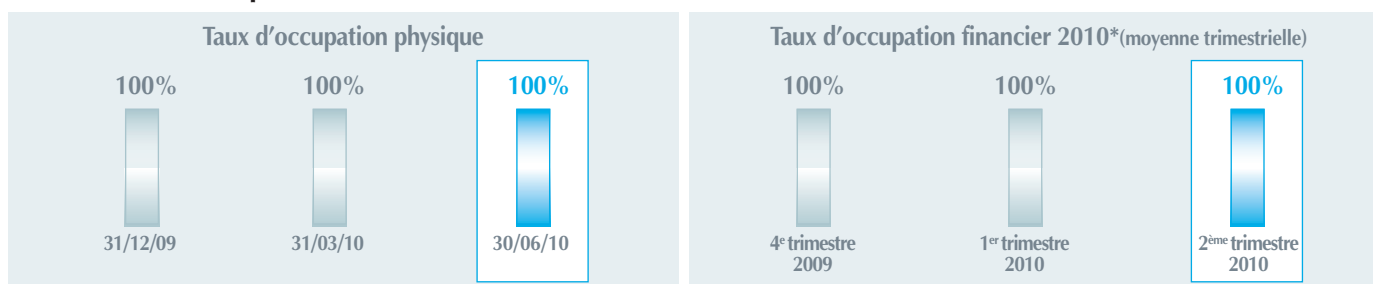 Taux d'occupation physique
100%
100%
100%
31/12/09
31/03/10
30/06/10
Taux d'occupation financier 2010*(moyenne trimestrielle)
100%
100%
100%
4e trimestre
2009
1er trimestre
2010
2ème trimestre
2010